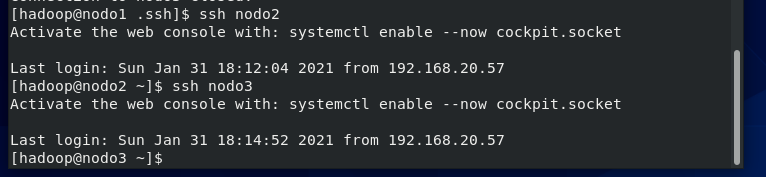 [hadoop@nodo1 .ssh]$ ssh nodo2
Activate the web console with: systemctl enable --now cockpit.socket
Last login: Sun Jan 31 18:12:04 2021 from 192.168.20.57
[hadoop@nodo2 ~]$ ssh nodo3
Activate the web console with: systemctl enable --now cockpit.socket
Last login: Sun Jan 31 18:14:52 2021 from 192.168.20.57
[hadoop@nodo3 ~]$